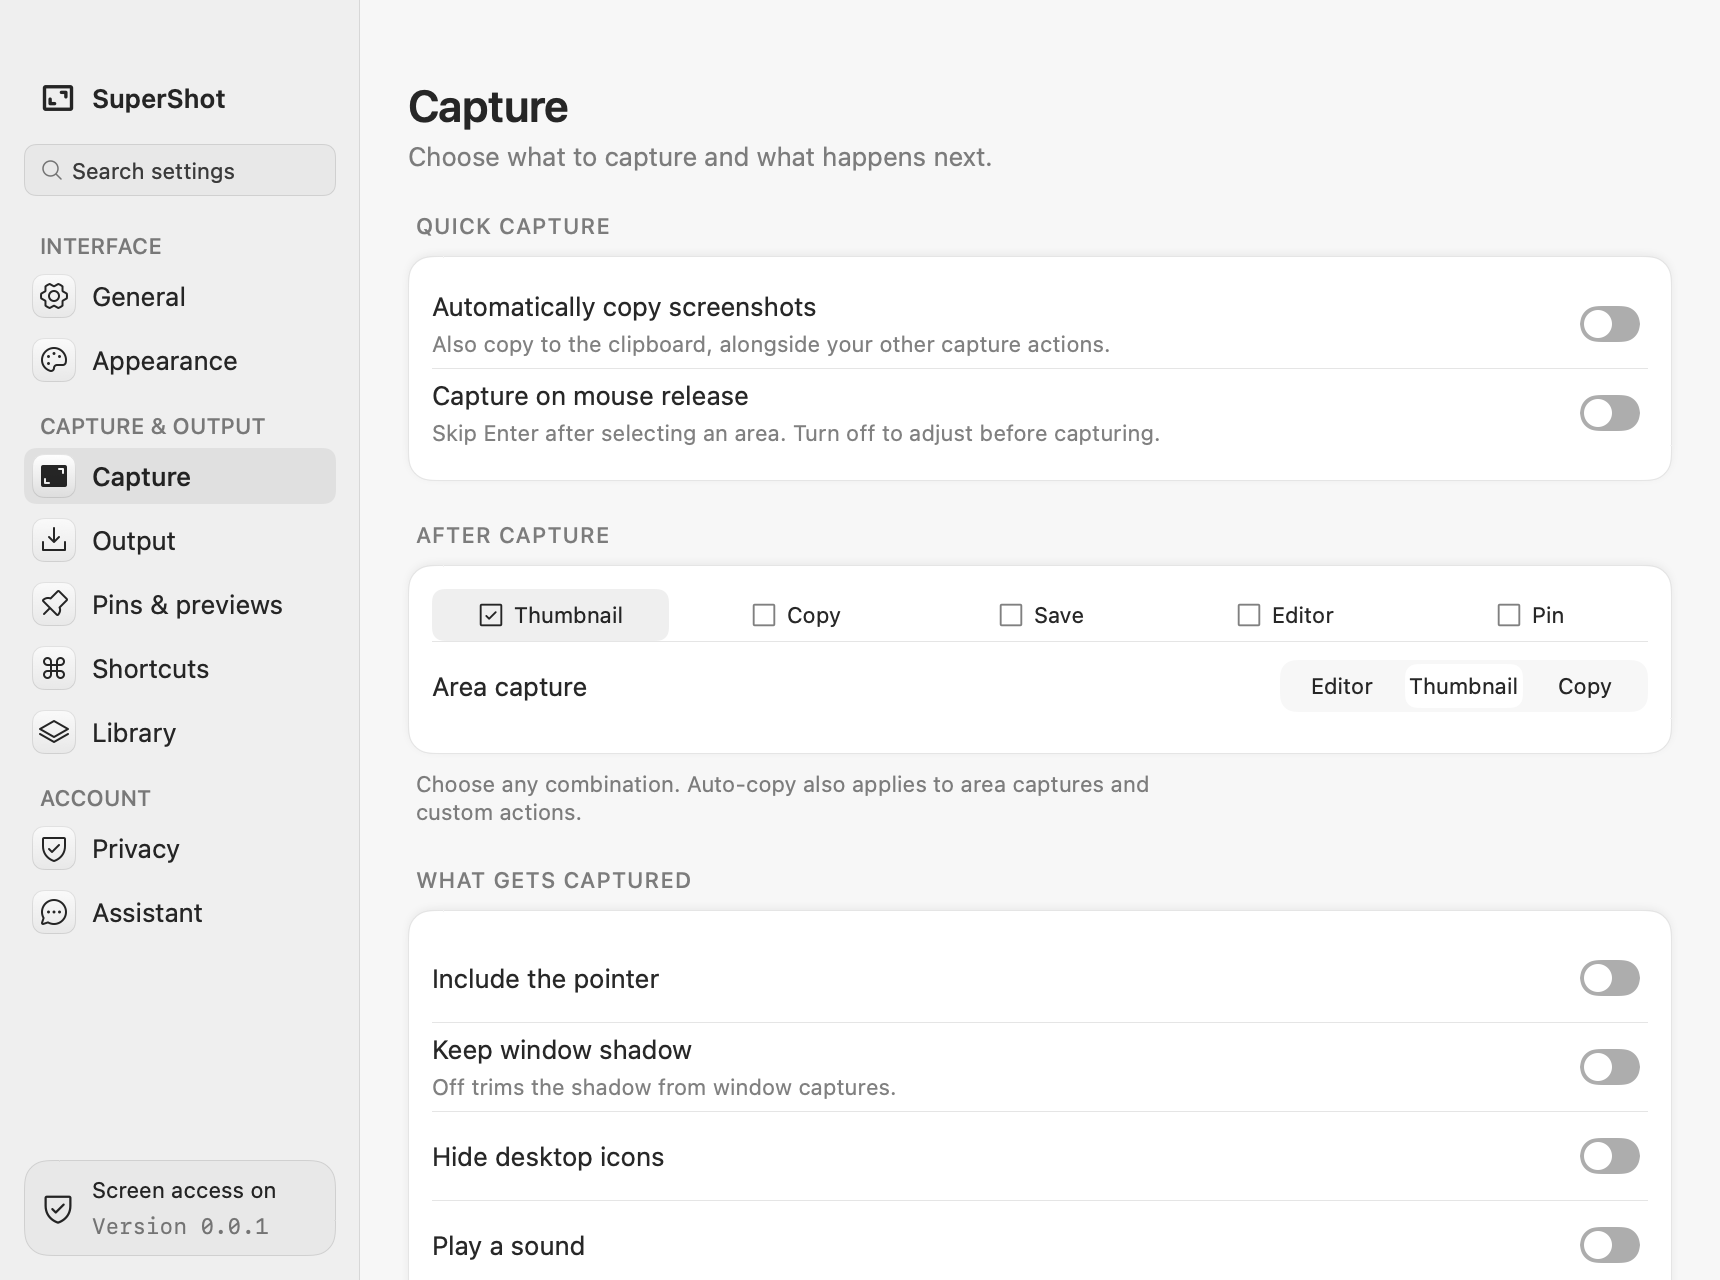 SuperShot
Search settings
INTERFACE
General
Appearance
CAPTURE & OUTPUT
Capture
Output
Pins & previews
Shortcuts
Library
ACCOUNT
Privacy
Assistant
Screen access on
Version 0.0.1
Capture
Choose what to capture and what happens next.
QUICK CAPTURE
Automatically copy screenshots
Also copy to the clipboard, alongside your other capture actions.
Capture on mouse release
Skip Enter after selecting an area. Turn off to adjust before capturing.
AFTER CAPTURE
Thumbnail Copy Save Editor Pin
Area capture Editor Thumbnail Copy
Choose any combination. Auto-copy also applies to area captures and
custom actions.
WHAT GETS CAPTURED
Include the pointer
Keep window shadow
Off trims the shadow from window captures.
Hide desktop icons
Play a sound